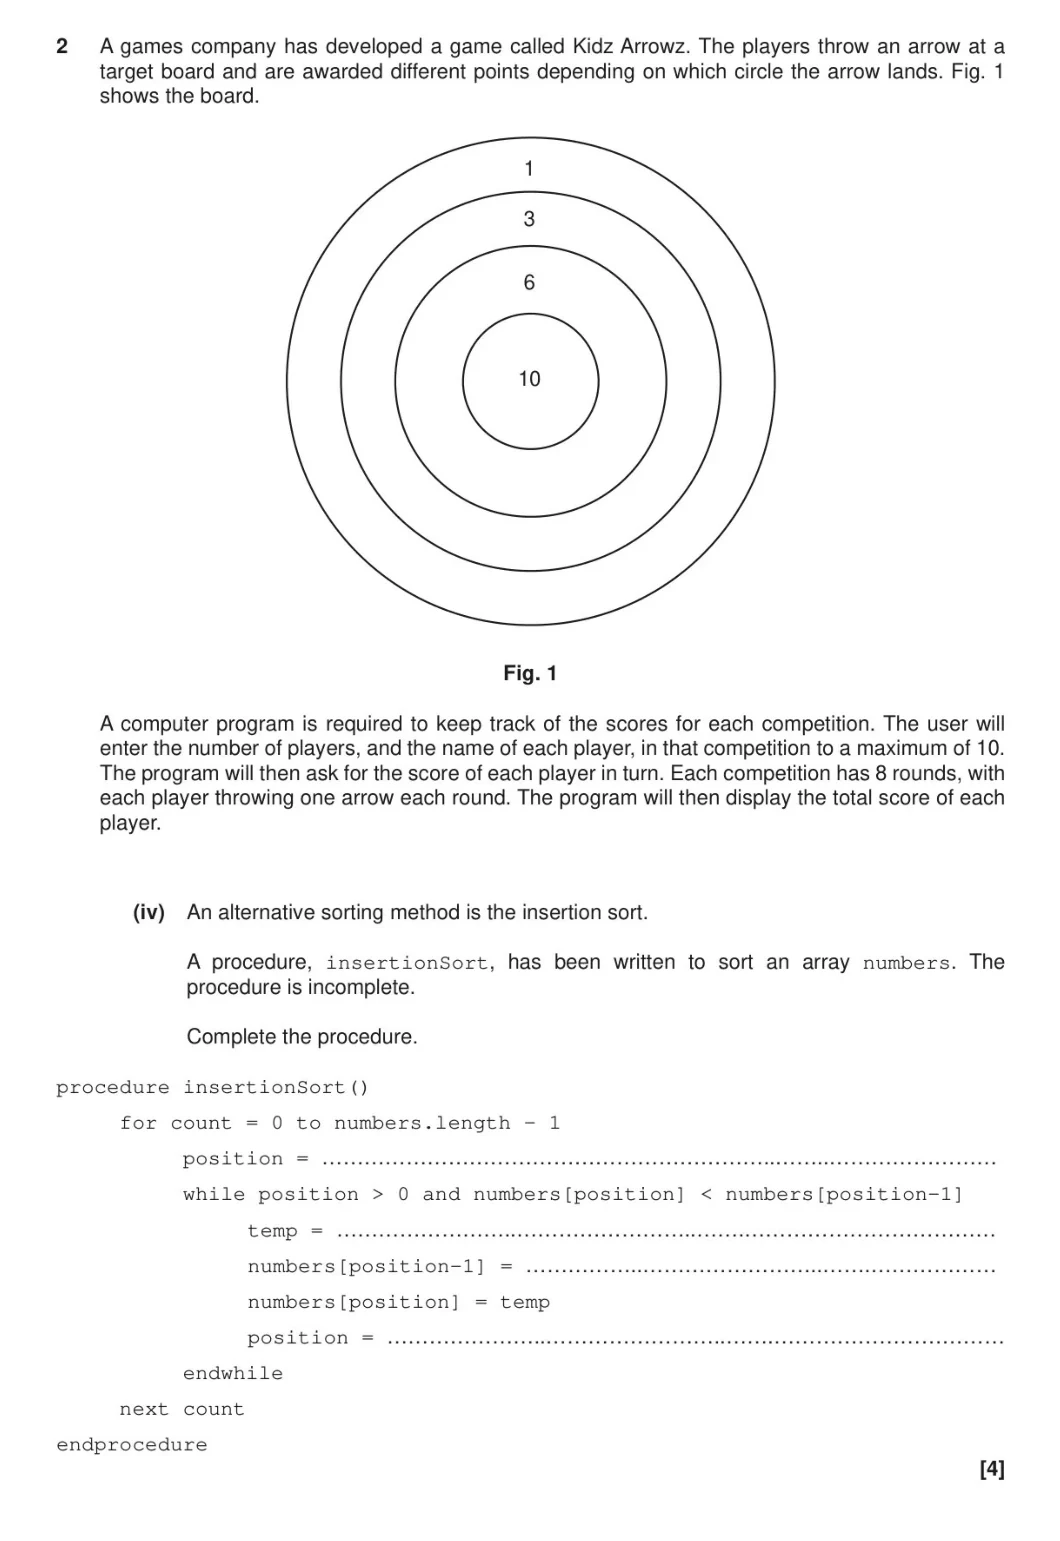 2 A games company has developed a game called Kidz Arrowz. The players throw an arrow at a
target board and are awarded different points depending on which circle the arrow lands. Fig. 1
shows the board.
1
3
6
10
Fig. 1
A computer program is required to keep track of the scores for each competition. The user will
enter the number of players, and the name of each player, in that competition to a maximum of 10.
The program will then ask for the score of each player in turn. Each competition has 8 rounds, with
each player throwing one arrow each round. The program will then display the total score of each
player.
(iv) An alternative sorting method is the insertion sort.
A procedure, insertionSort, has been written to sort an array numbers. The
procedure is incomplete.
Complete the procedure.
procedure insertionSort()
for count = 0 to numbers.length - 1
position = ........................................................................
while position > 0 and numbers[position] < numbers[position-1]
temp = ........................................................................
numbers[position-1] = ........................................................................
numbers[position] = temp
position = ........................................................................
endwhile
next count
endprocedure
[4]